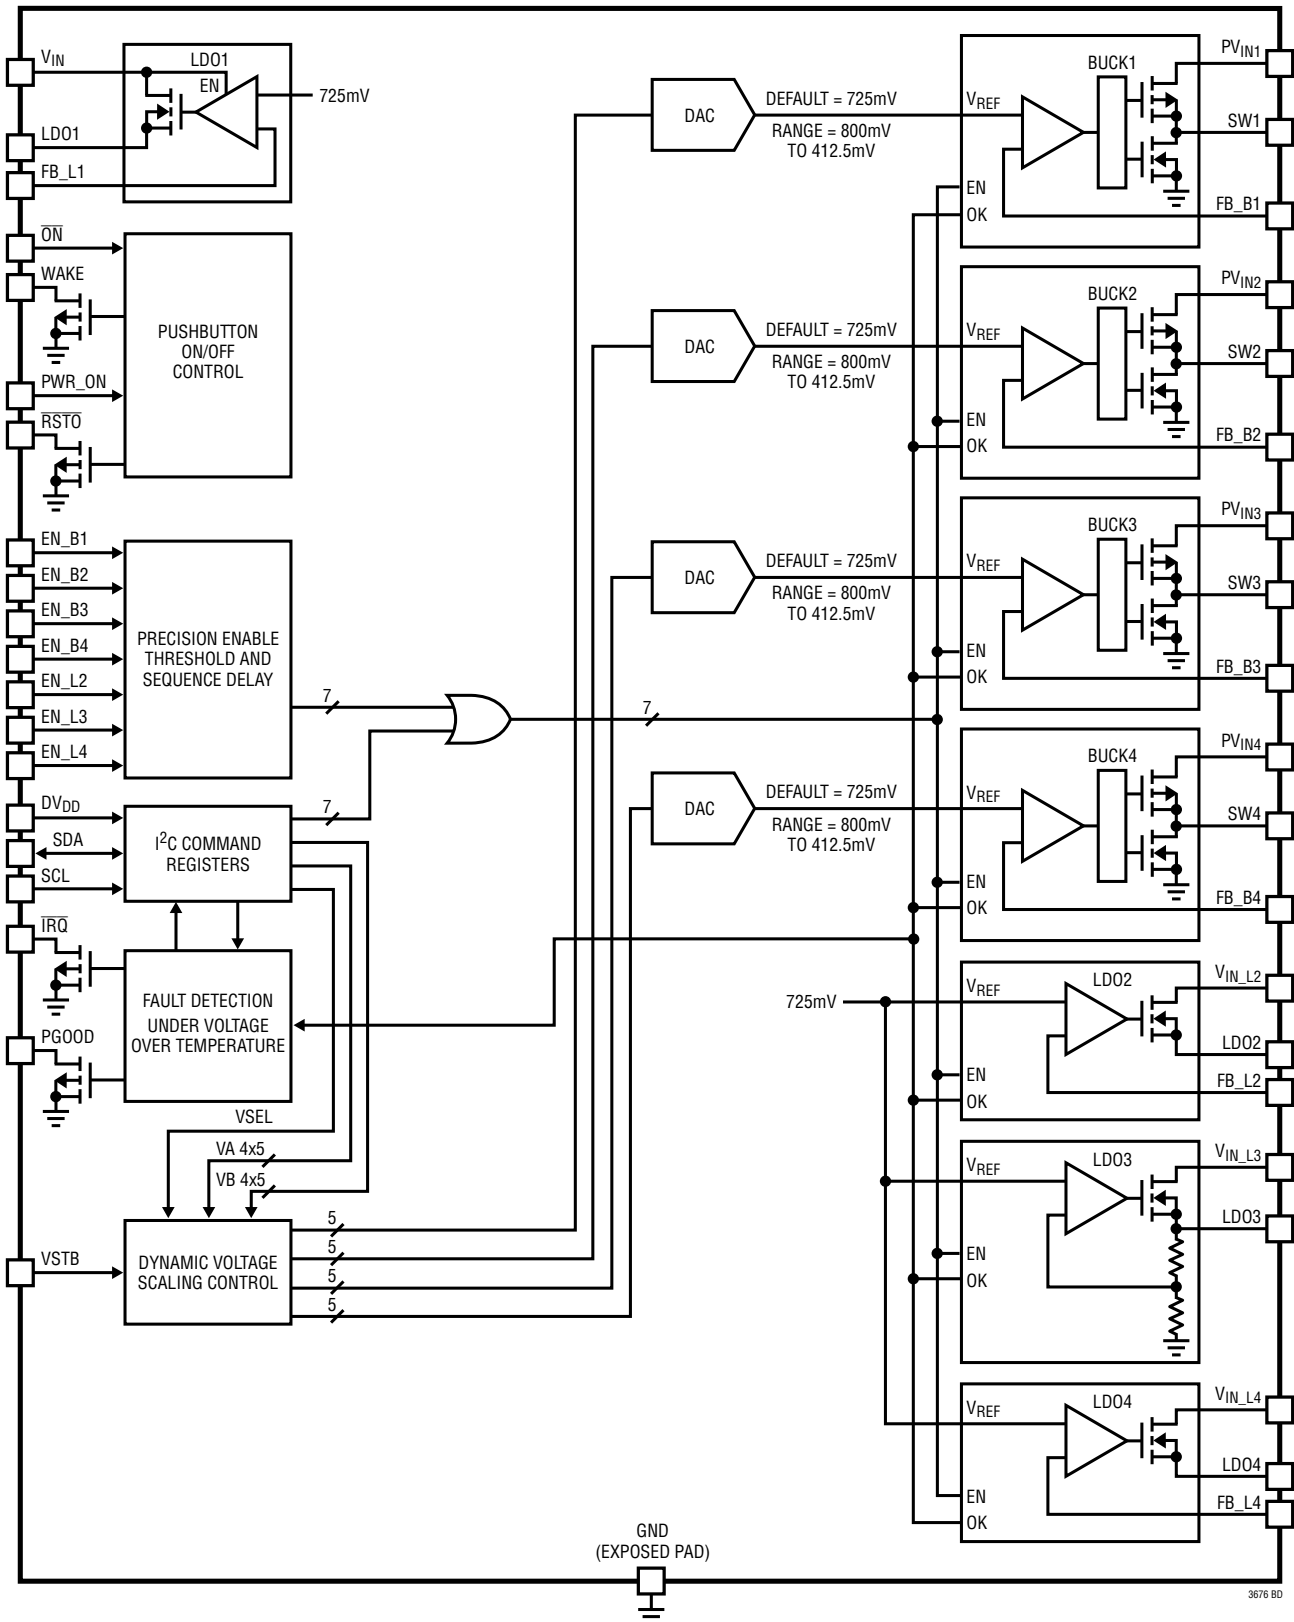 VIN
LDO1
EN
725mV
LDO1
FB_L1
ON
WAKE
PUSHBUTTON
ON/OFF
CONTROL
PWR_ON
RSTO
EN_B1
EN_B2
EN_B3
EN_B4
EN_L2
EN_L3
EN_L4
PRECISION ENABLE
THRESHOLD AND
SEQUENCE DELAY
7
7
7
DVDD
SDA
SCL
I2C COMMAND
REGISTERS
IRQ
PGOOD
FAULT DETECTION
UNDER VOLTAGE
OVER TEMPERATURE
VSEL
VA 4x5
VB 4x5
VSTB
DYNAMIC VOLTAGE
SCALING CONTROL
5
5
5
5
DAC
DEFAULT = 725mV
RANGE = 800mV
TO 412.5mV
VREF
BUCK1
EN
OK
PVIN1
SW1
FB_B1
DAC
DEFAULT = 725mV
RANGE = 800mV
TO 412.5mV
VREF
BUCK2
EN
OK
PVIN2
SW2
FB_B2
DAC
DEFAULT = 725mV
RANGE = 800mV
TO 412.5mV
VREF
BUCK3
EN
OK
PVIN3
SW3
FB_B3
DAC
DEFAULT = 725mV
RANGE = 800mV
TO 412.5mV
VREF
BUCK4
EN
OK
PVIN4
SW4
FB_B4
725mV
VREF
LDO2
EN
OK
VIN_L2
LDO2
FB_L2
VREF
LDO3
EN
OK
VIN_L3
LDO3
VREF
LDO4
EN
OK
VIN_L4
LDO4
FB_L4
GND
(EXPOSED PAD)
3676 BD